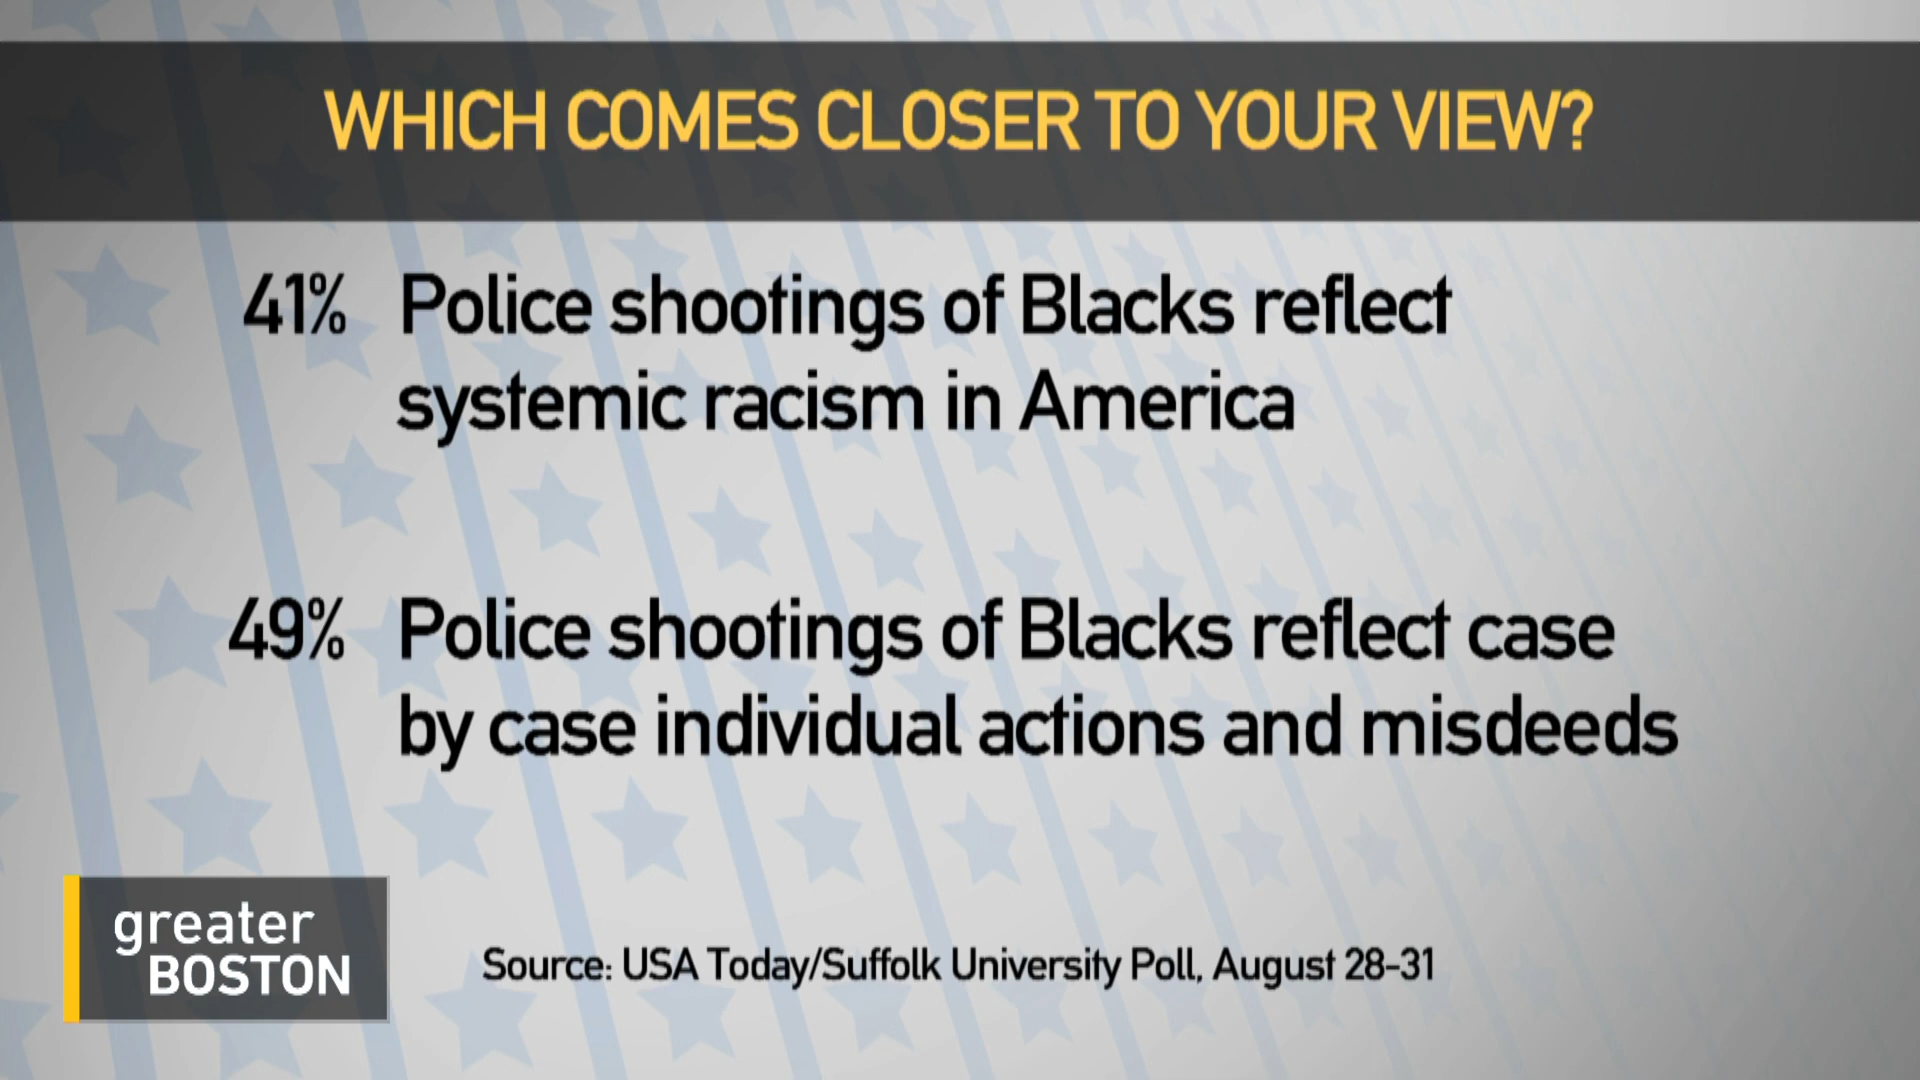 WHICH COMES CLOSER TO YOUR VIEW?
41% Police shootings of Blacks reflect
systemic racism in America
49% Police shootings of Blacks reflect case
by case individual actions and misdeeds
greater
BOSTON
Source: USA Today/Suffolk University Poll, August 28-31